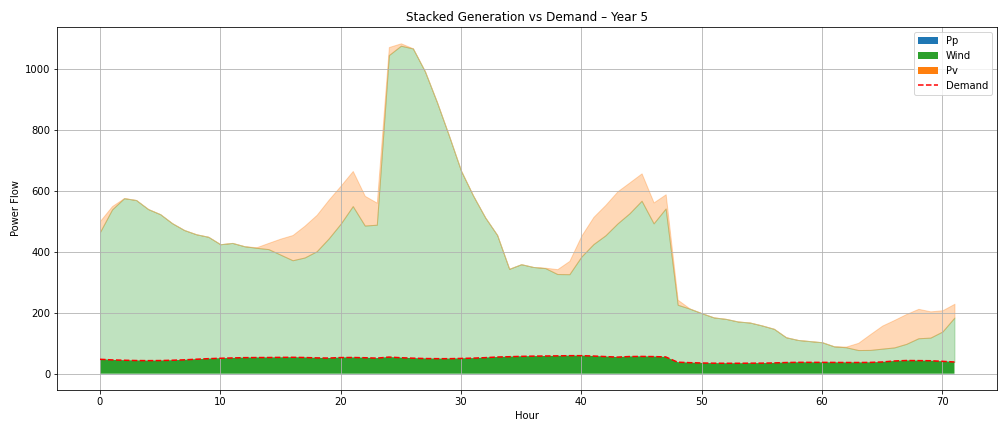 Stacked Generation vs Demand – Year 5
Pp
Wind
Pv
Demand
Power Flow
1000
800
600
400
200
0
0 10 20 30 40 50 60 70
Hour